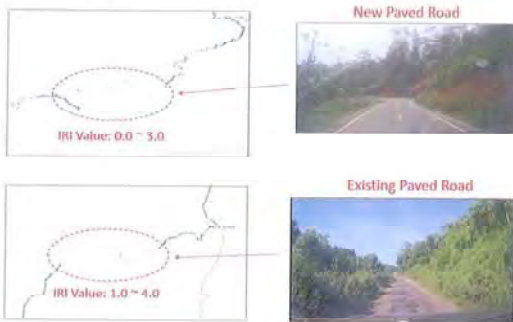 New Paved Road
IRI Value: 0.0 ~ 3.0
Existing Paved Road
IRI Value: 1.0 ~ 4.0